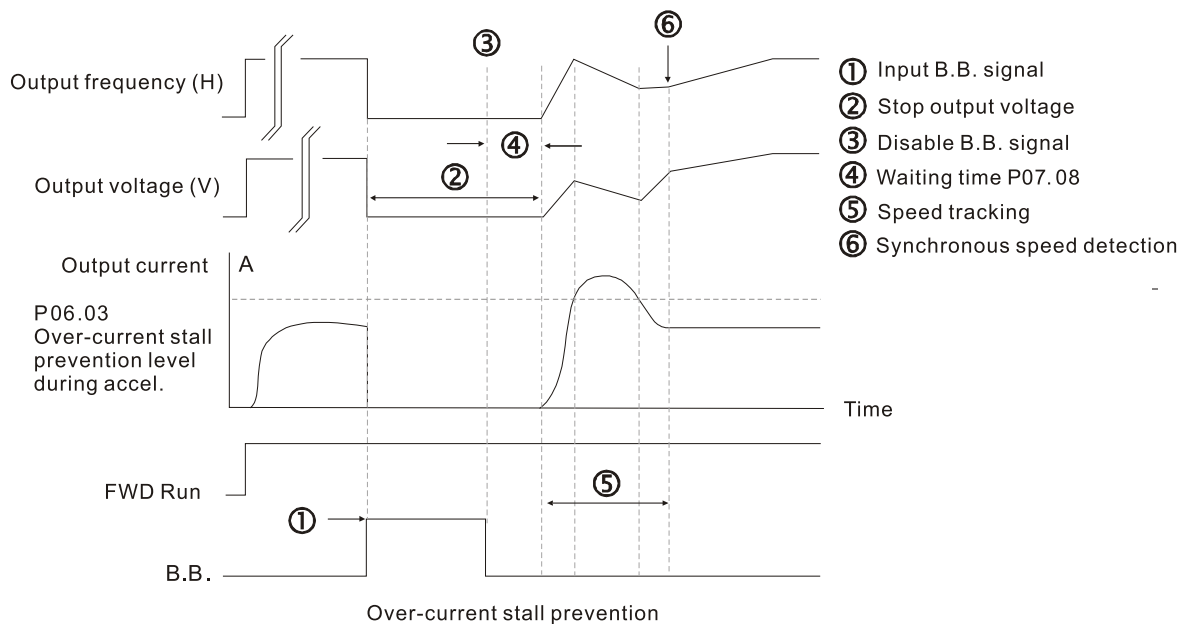 ⑥
③
Output frequency (H)
① Input B.B. signal
② Stop output voltage
③ Disable B.B. signal
④ Waiting time P07.08
⑤ Speed tracking
⑥ Synchronous speed detection
④
②
Output voltage (V)
Output current
A
P06.03
Over-current stall
prevention level
during accel.
Time
FWD Run
⑤
①
B.B.
Over-current stall prevention